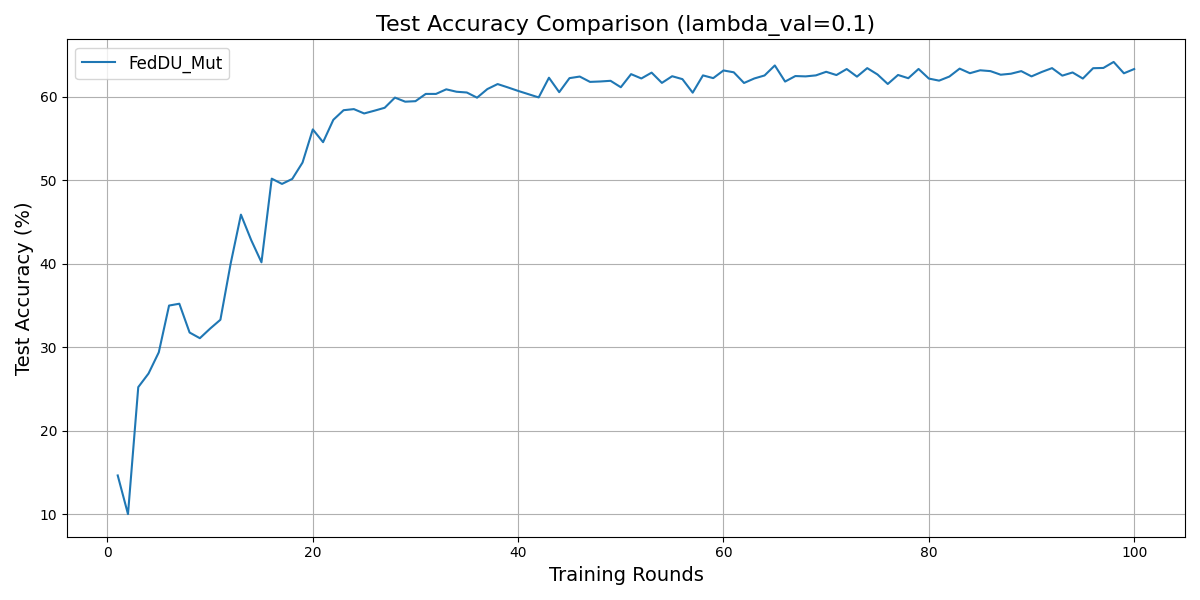 Test Accuracy Comparison (lambda_val=0.1)
FedDU_Mut
Test Accuracy (%)
60
50
40
30
20
10
0 20 40 60 80 100
Training Rounds